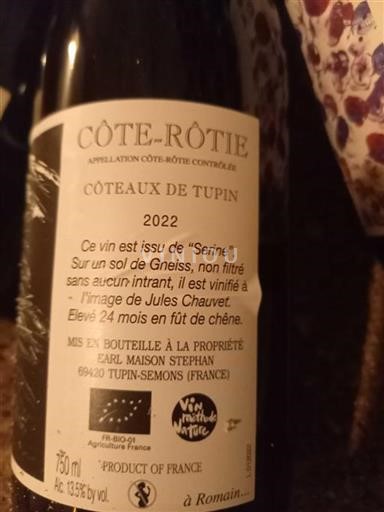 CÔTE-RÔTIE
APPELLATION CÔTE-RÔTIE CONTRÔLÉE
CÔTEAUX DE TUPIN
2022
Ce vin est issu de "Serine"
VINTOU
Sur un sol de Gneiss, non filtré
sans aucun intrant, il est vinifié à
l'image de Jules Chauvet.
Elevé 24 mois en fût de chêne.
MIS EN BOUTEILLE À LA PROPRIÉTÉ
EARL MAISON STEPHAN
69420 TUPIN-SEMONS (FRANCE)
FR-BIO-01
Agriculture France
Vin
méthode
Nature
750 ml
PRODUCT OF FRANCE
Alc. 13.5% by vol.
à Romain...